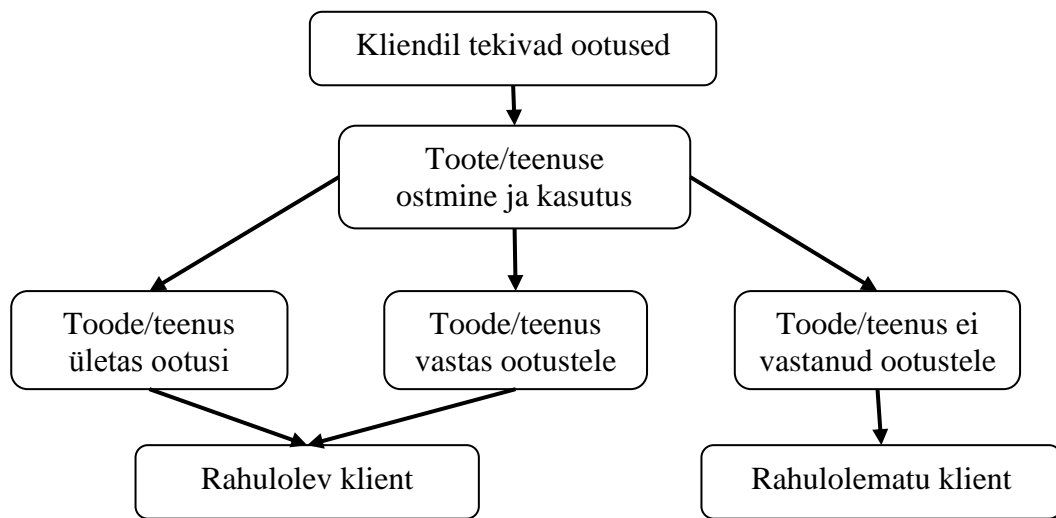 Kliendil tekivad ootused
Toote/teenuse
ostmine ja kasutus
Toode/teenus
ületas ootusi
Toode/teenus
vastas ootustele
Toode/teenus ei
vastanud ootustele
Rahulolev klient
Rahulolematu klient